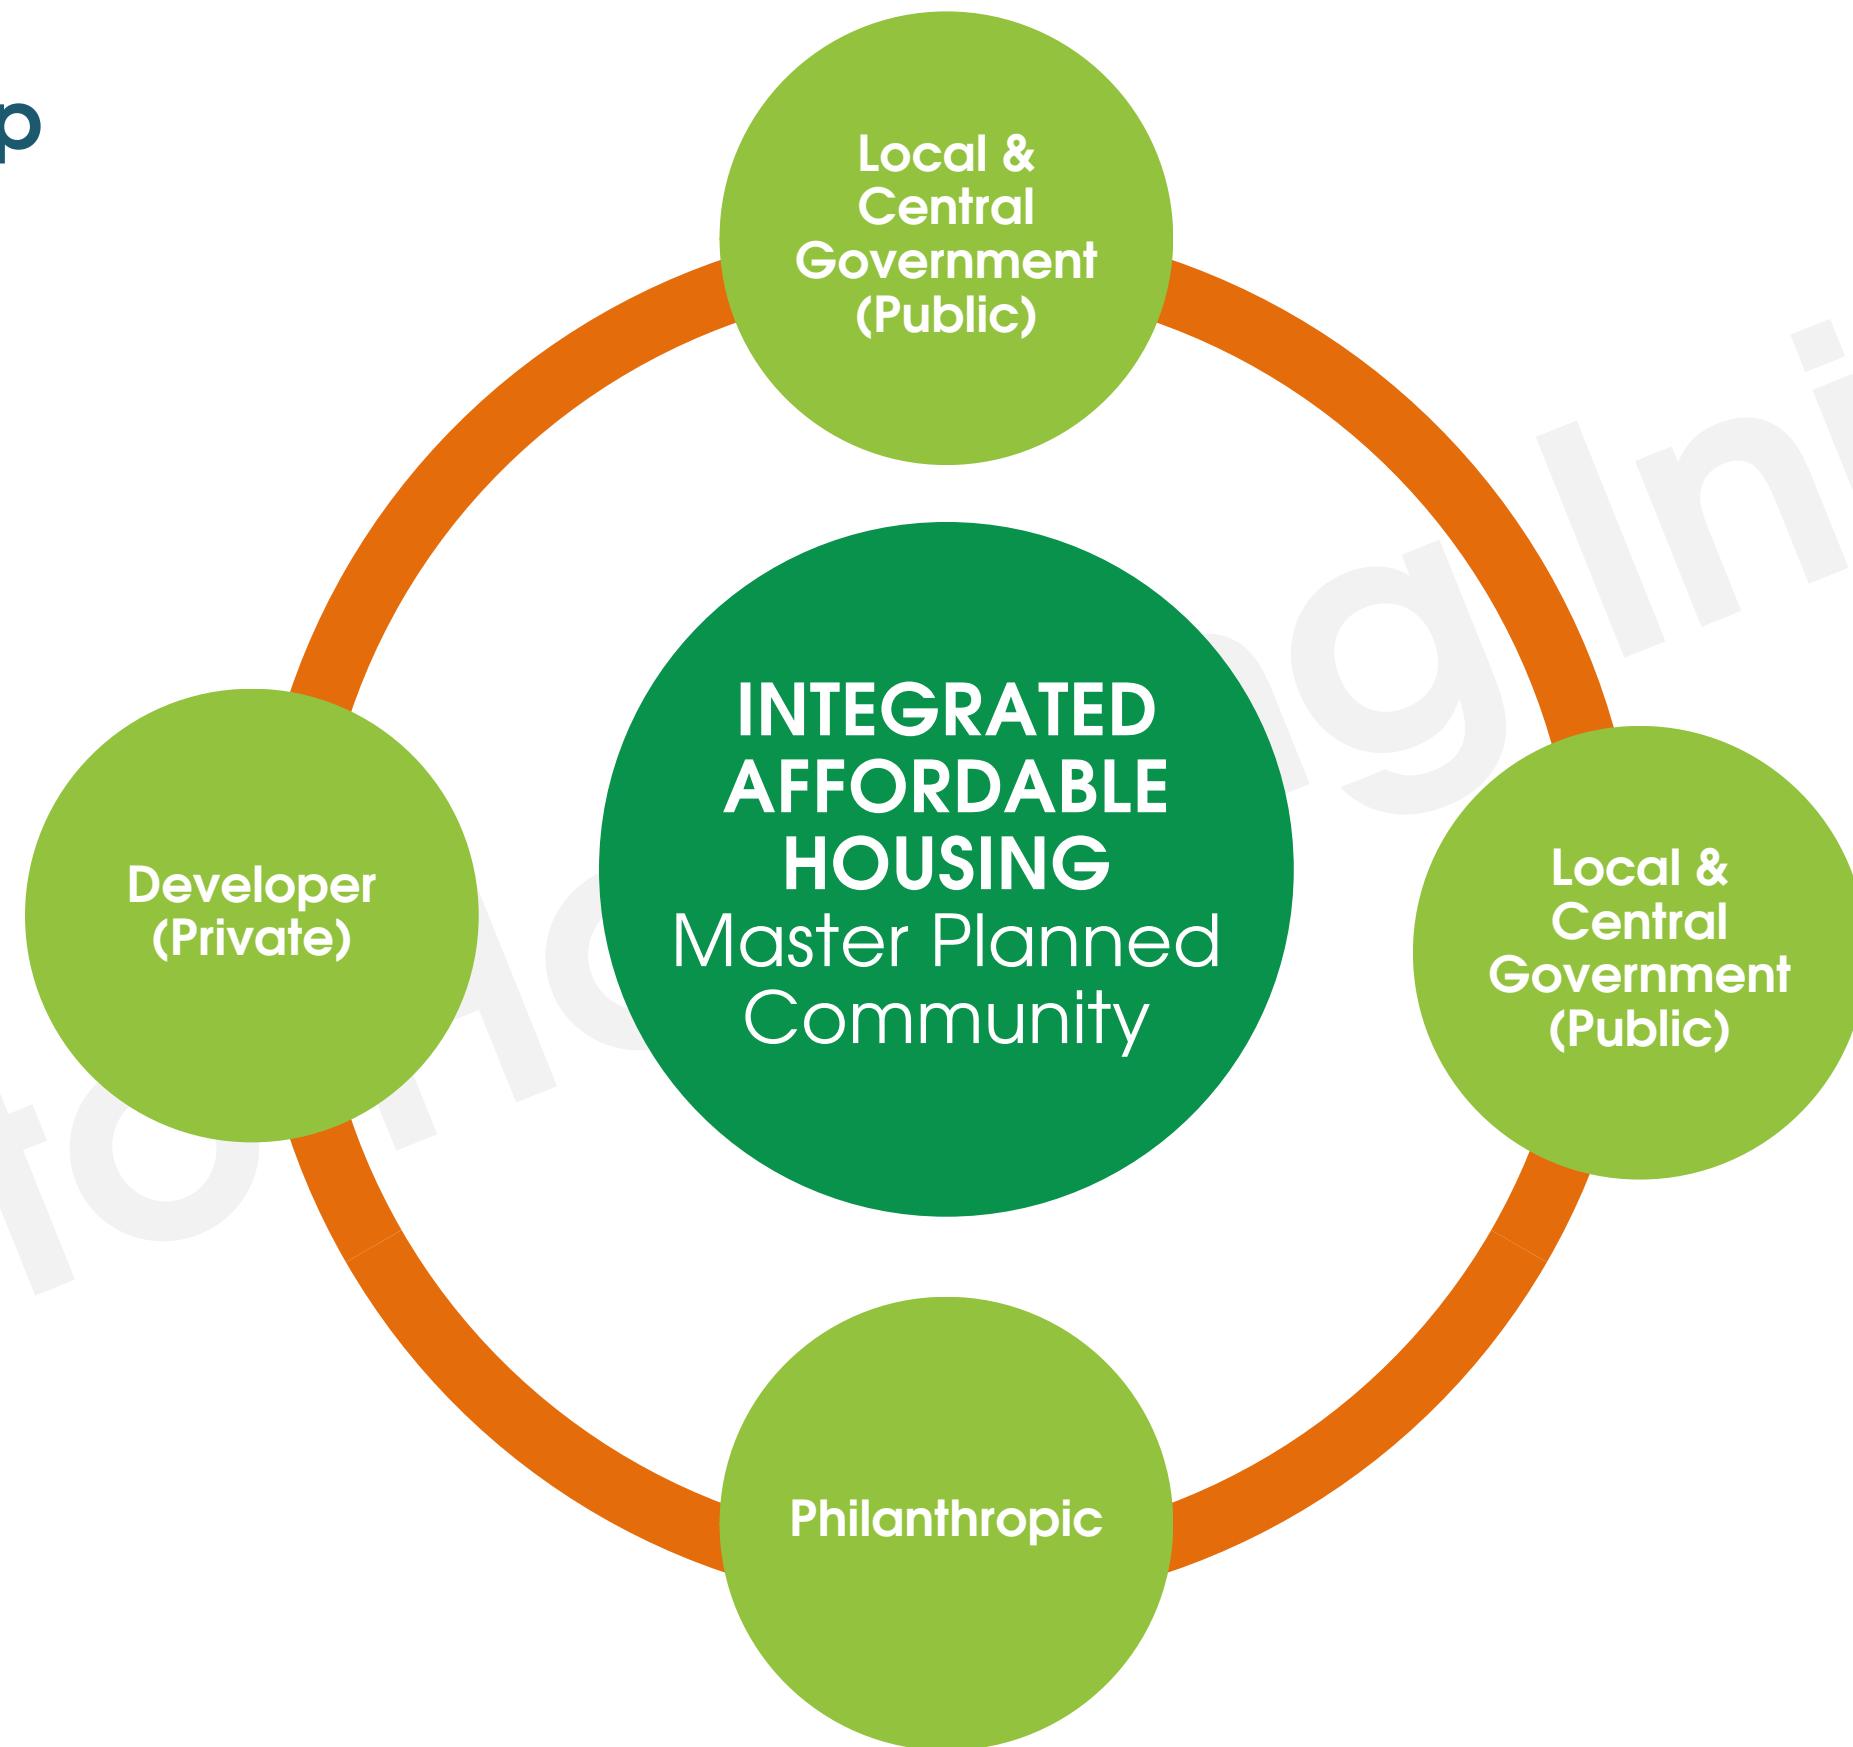 p
Local &
Central
Government
(Public)
INTEGRATED
AFFORDABLE
HOUSING
Master Planned
Community
Developer
(Private)
Local &
Central
Government
(Public)
Philanthropic